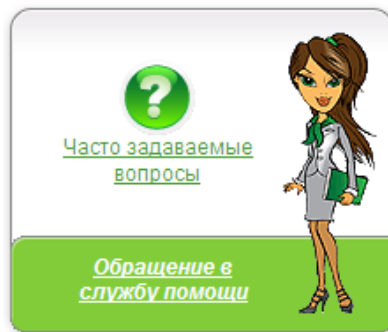 ?
Часто задаваемые
вопросы
Обращение в
службу помощи